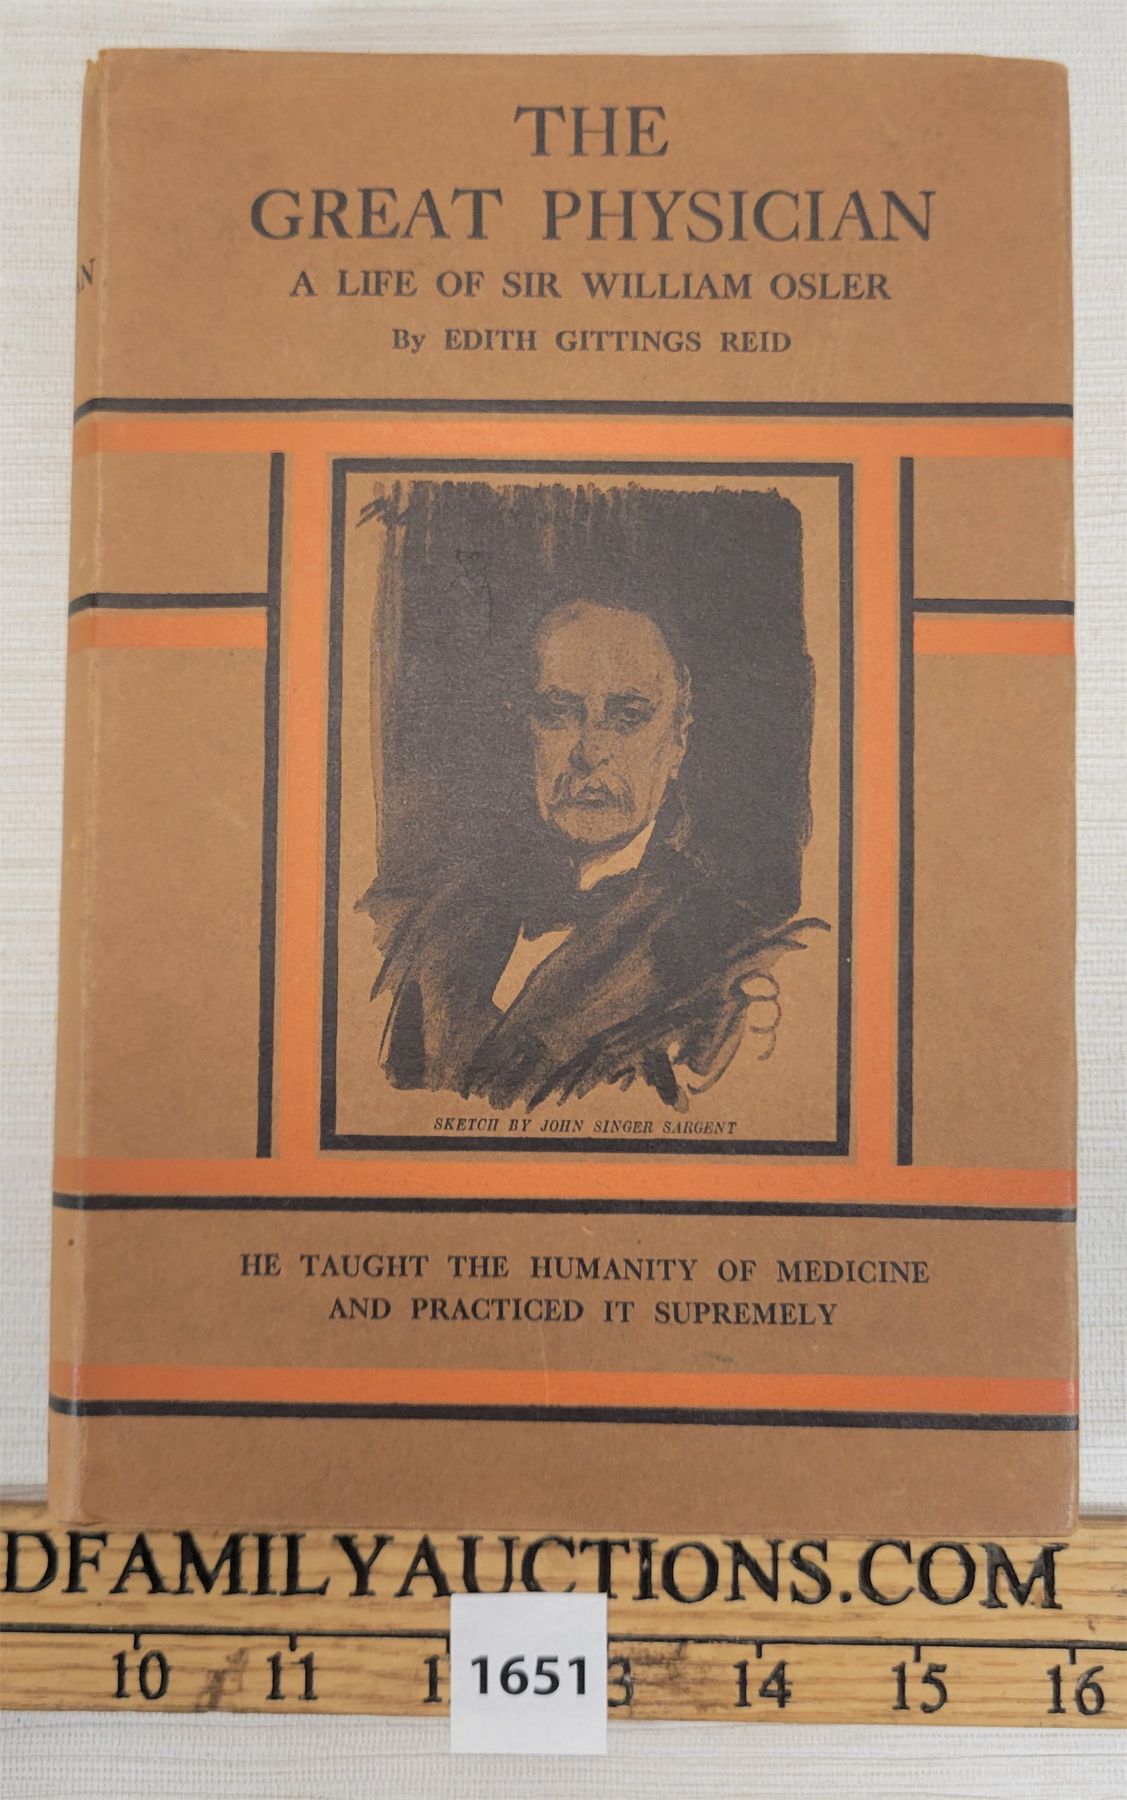 THE
GREAT PHYSICIAN
A LIFE OF SIR WILLIAM OSLER
By EDITH GITTINGS REID
SKETCH BY JOHN SINGER SARGENT
HE TAUGHT THE HUMANITY OF MEDICINE
AND PRACTICED IT SUPREMELY
DFAMILYAUCTIONS.COM
10 11 1 3 14 15 16
1651